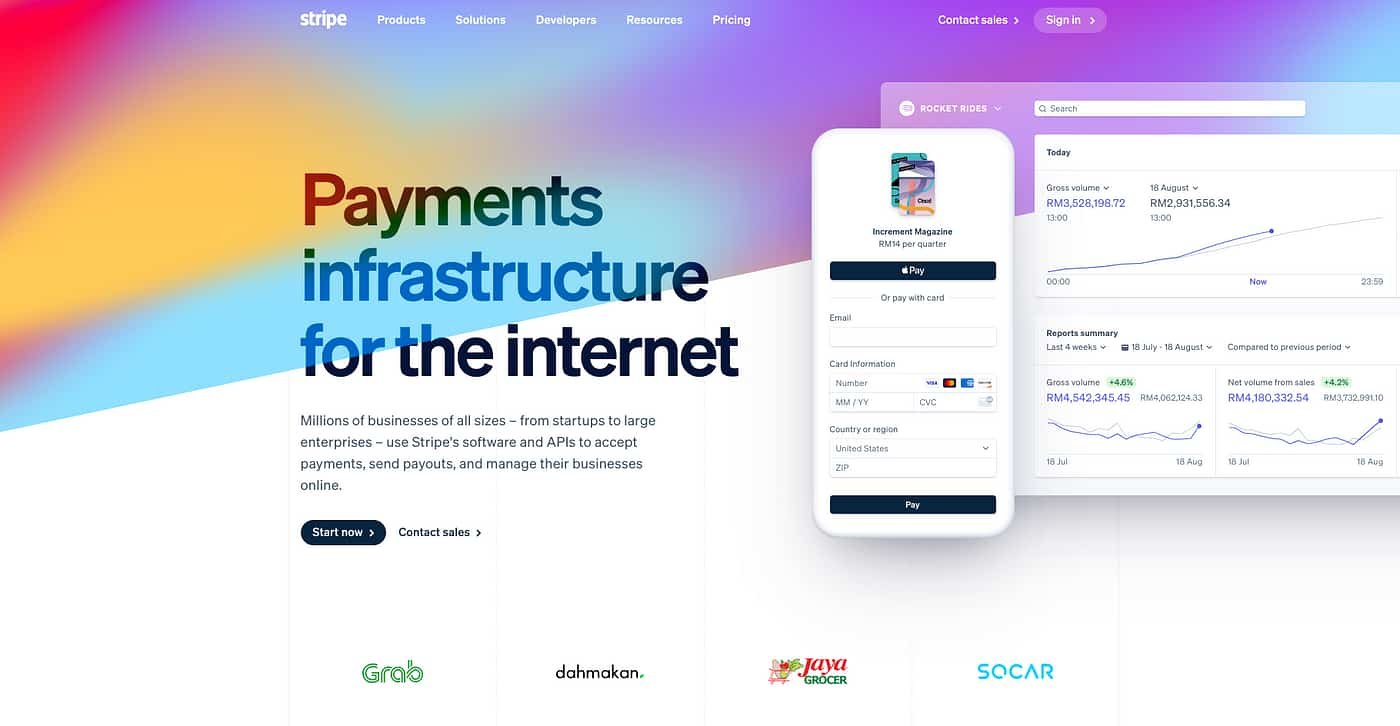 stripe
Products
Solutions
Developers
Resources
Pricing
Contact sales
Sign in
Payments
infrastructure
for the internet
Millions of businesses of all sizes – from startups to large
enterprises – use Stripe's software and APIs to accept
payments, send payouts, and manage their businesses
online.
Start now
Contact sales
Increment Magazine
RM14 per quarter
Pay
Or pay with card
Email
Card Information
Number
VISA
MM / YY
CVC
Country or region
United States
ZIP
Pay
ROCKET RIDES
Search
Today
Gross volume
18 August
RM3,528,198.72
RM2,931,556.34
13:00
13:00
00:00
Now
23:59
Reports summary
Last 4 weeks
18 July - 18 August
Compared to previous period
Gross volume
+4.6%
RM4,542,345.45
RM4,062,124.33
18 Jul
18 Aug
Net volume from sales
+4.2%
RM4,180,332.54
RM3,732,991.10
18 Jul
18 Aug
Grab
dahmakan.
Jaya
GROCER
SOCAR